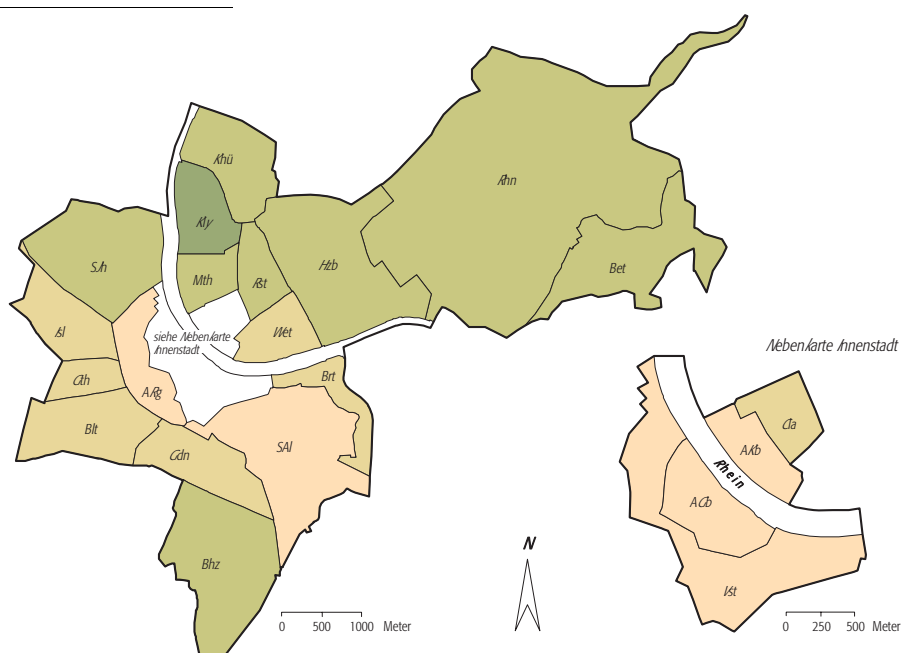 Khü
Rhn
Kly
SJh
Hzb
Bet
Mth
Rst
Isl
siehe Nebenkarte
Innenstadt
Wet
Nebenkarte Innenstadt
Gth
ARg
Brt
Cla
Blt
Gdn
SAl
AKb
Rhein
AGb
N
Bhz
Vst
0 500 1000 Meter
0 250 500 Meter